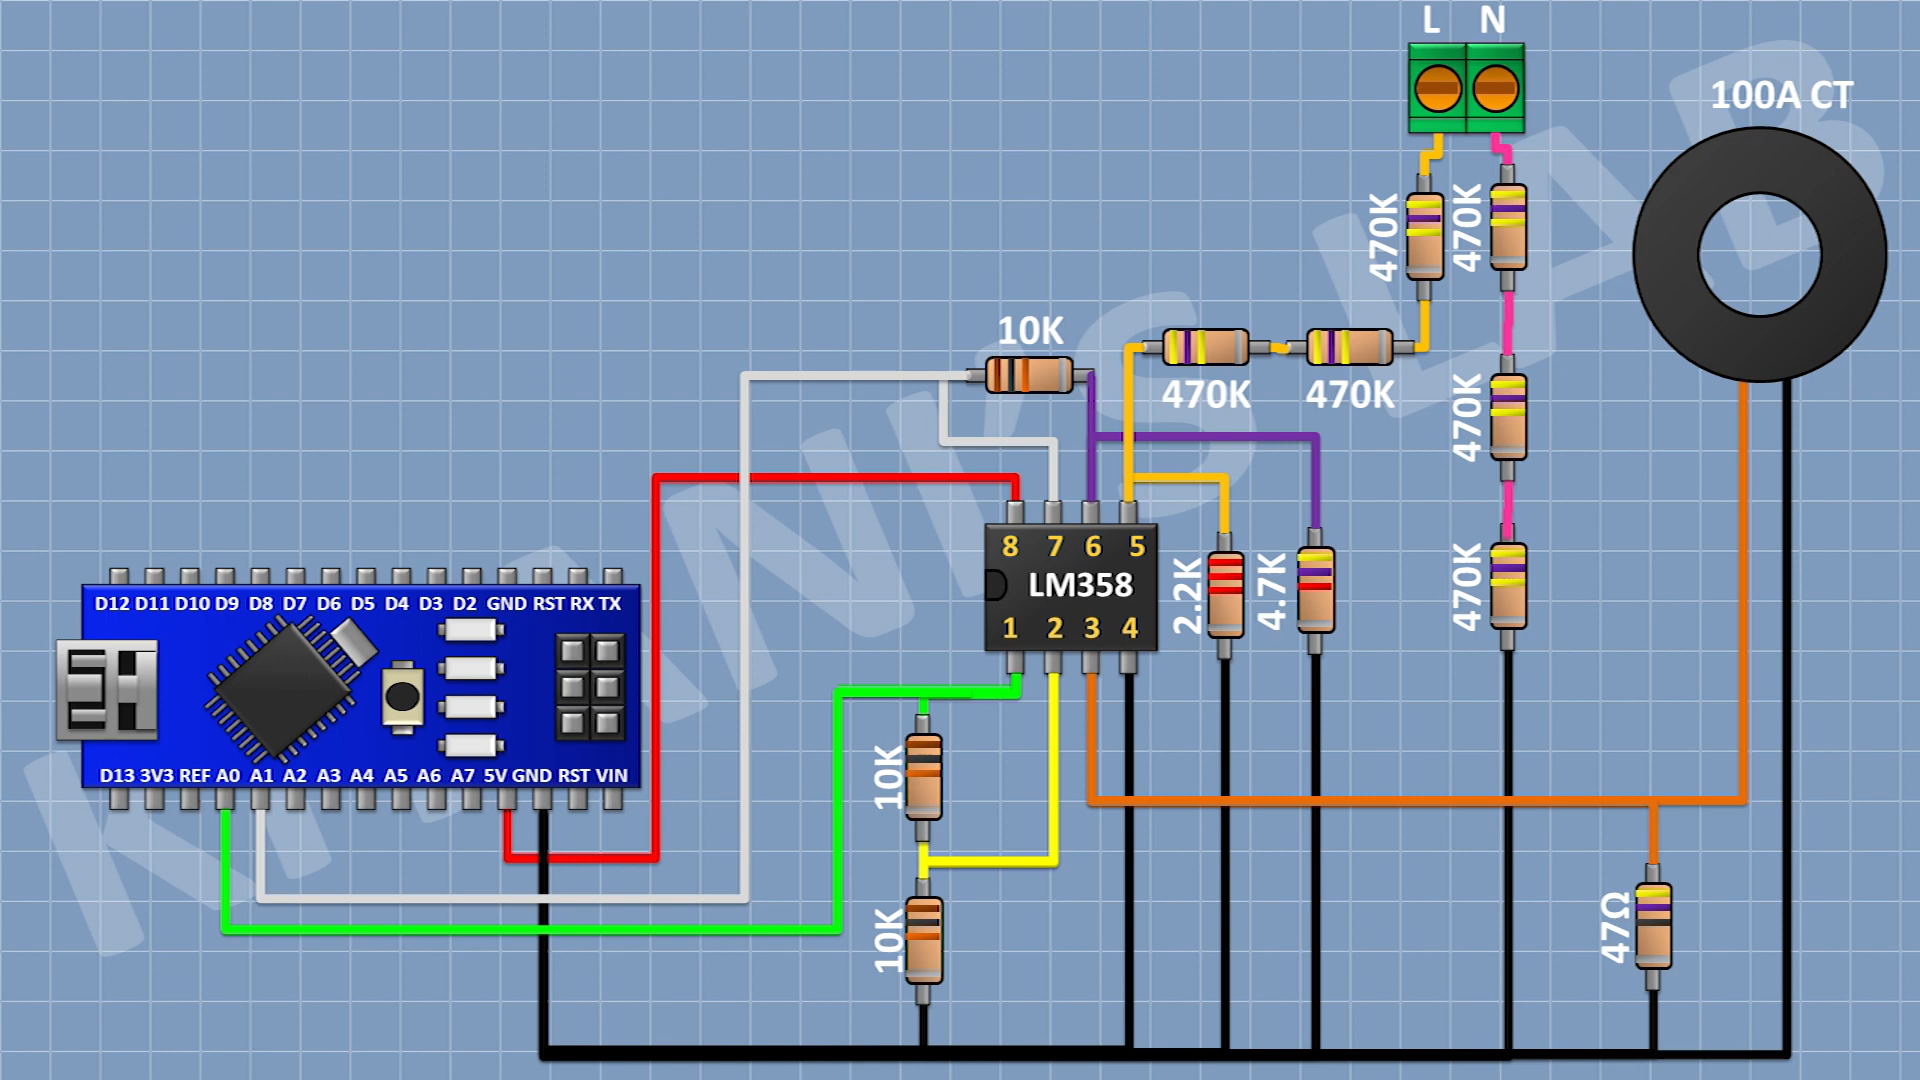 L N
100A CT
470K
470K
10K
470K 470K
470K
8 7 6 5
LM358
1 2 3 4
2.2K
4.7K
470K
D12 D11 D10 D9 D8 D7 D6 D5 D4 D3 D2 GND RST RX TX
D13 3V3 REF A0 A1 A2 A3 A4 A5 A6 A7 5V GND RST VIN
10K
10K
47Ω
KHANKS LAB